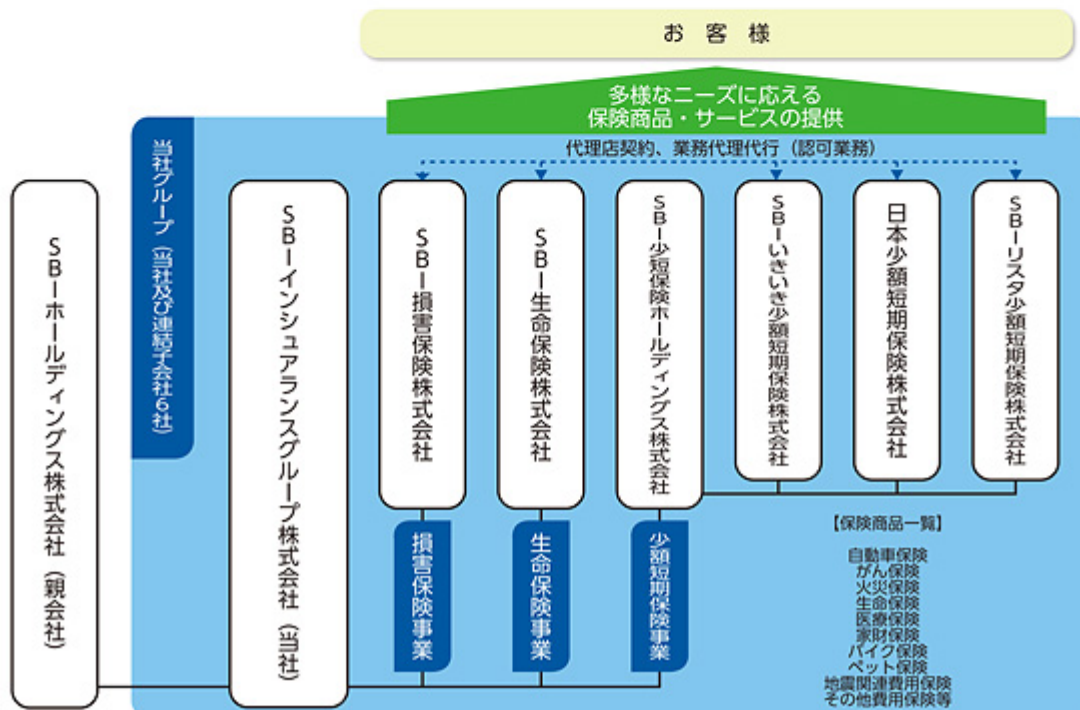 お客様
多様なニーズに応える
保険商品・サービスの提供
代理店契約、業務代理代行（認可業務）
SBIホールディングス株式会社（親会社）
当社グループ（当社及び連結子会社6社）
SBIインシュアランスグループ株式会社（当社）
SBI損害保険株式会社
SBI生命保険株式会社
SBI少短保険ホールディングス株式会社
SBIいきいき少額短期保険株式会社
日本少額短期保険株式会社
SBIリスタ少額短期保険株式会社
損害保険事業
生命保険事業
少額短期保険事業
【保険商品一覧】
自動車保険
がん保険
火災保険
生命保険
医療保険
家財保険
バイク保険
ペット保険
地震関連費用保険
その他費用保険等